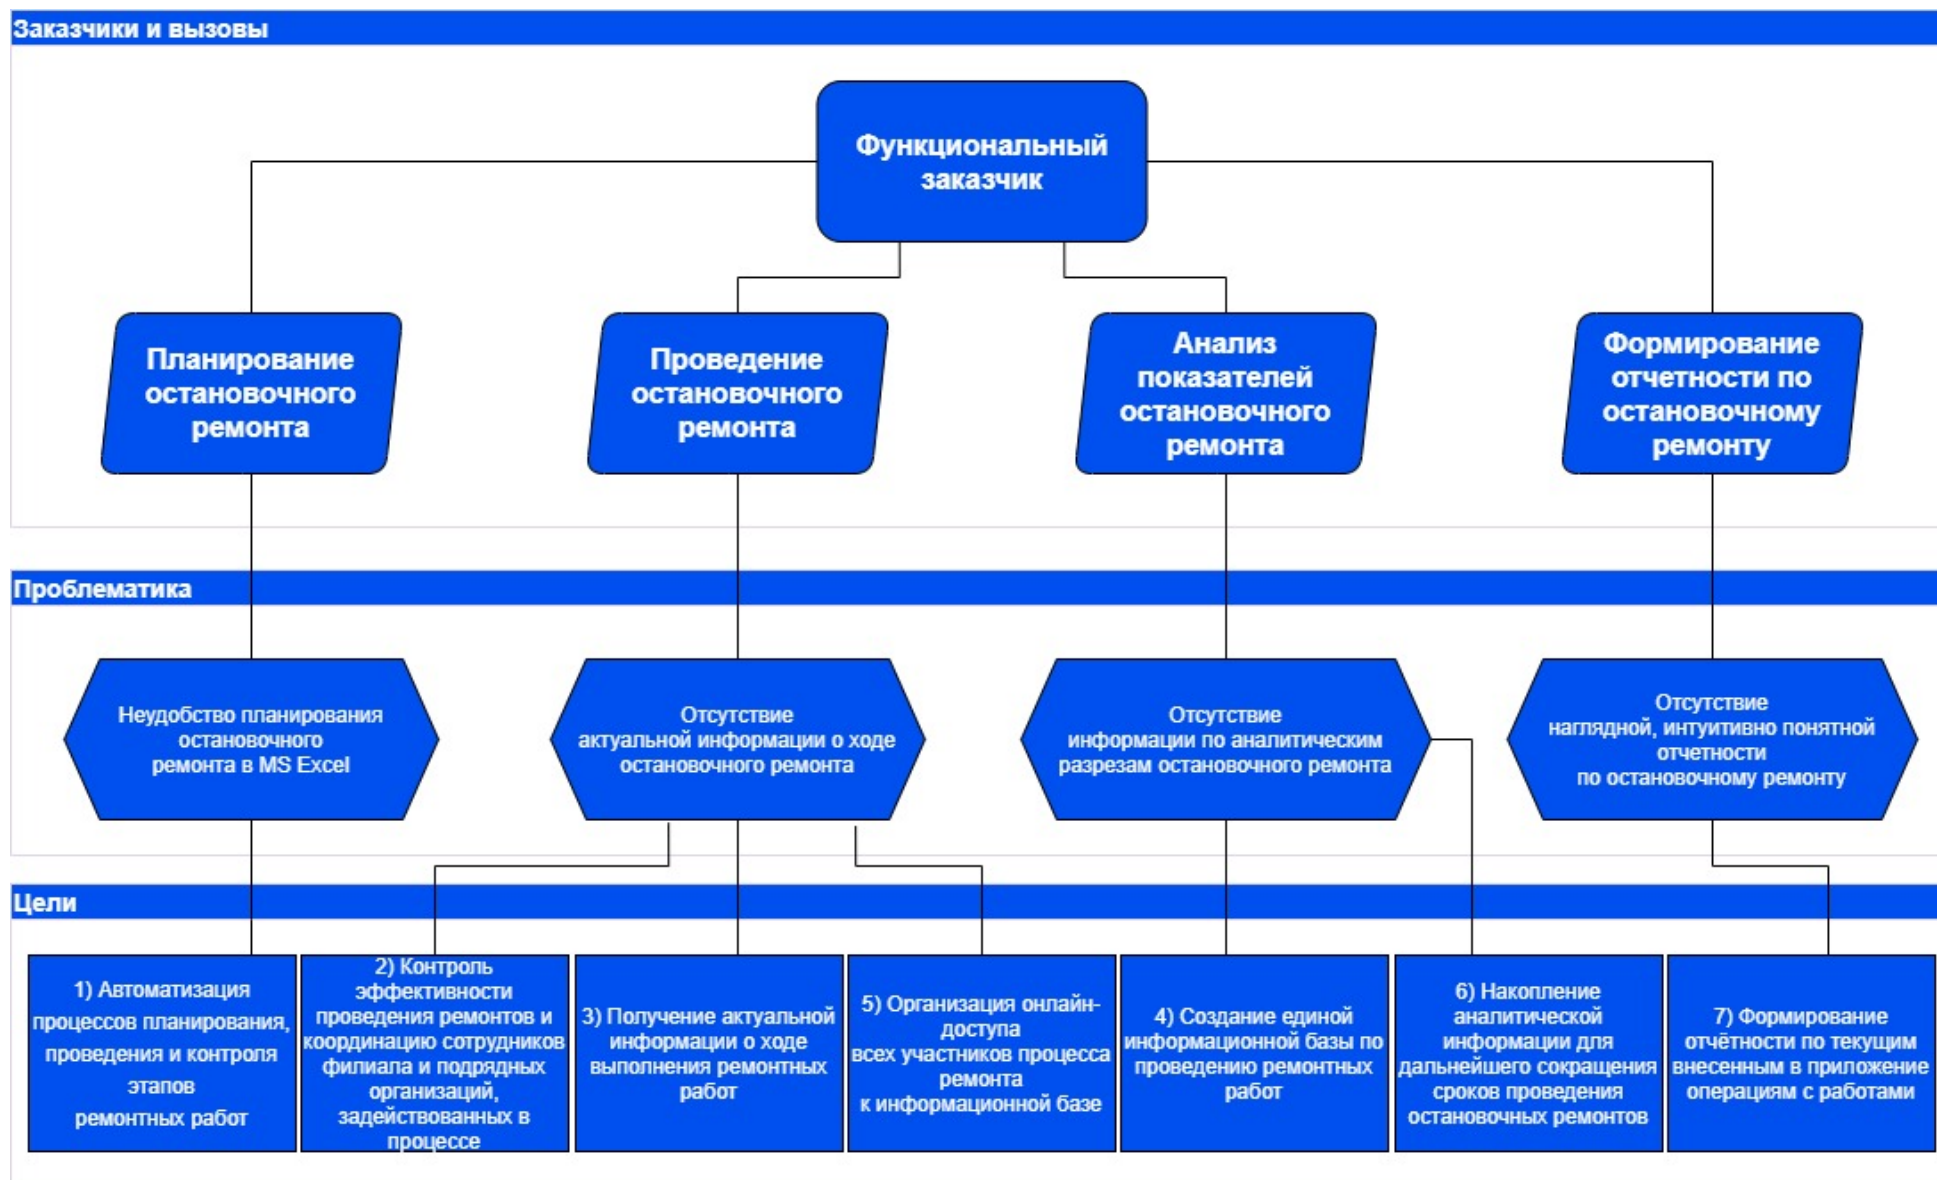 Заказчики и вызовы
Функциональный
заказчик
Планирование
остановочного
ремонта
Проведение
остановочного
ремонта
Анализ
показателей
остановочного
ремонта
Формирование
отчетности по
остановочному
ремонту
Проблематика
Неудобство планирования
остановочного
ремонта в MS Excel
Отсутствие
актуальной информации о ходе
остановочного ремонта
Отсутствие
информации по аналитическим
разрезам остановочного ремонта
Отсутствие
наглядной, интуитивно понятной
отчетности
по остановочному ремонту
Цели
1) Автоматизация
процессов планирования,
проведения и контроля
этапов
ремонтных работ
2) Контроль
эффективности
проведения ремонтов и
координацию сотрудников
филиала и подрядных
организаций,
задействованных в
процессе
3) Получение актуальной
информации о ходе
выполнения ремонтных
работ
5) Организация онлайн-
доступа
всех участников процесса
ремонта
к информационной базе
4) Создание единой
информационной базы по
проведению ремонтных
работ
6) Накопление
аналитической
информации для
дальнейшего сокращения
сроков проведения
остановочных ремонтов
7) Формирование
отчётности по текущим
внесенным в приложение
операциям с работами